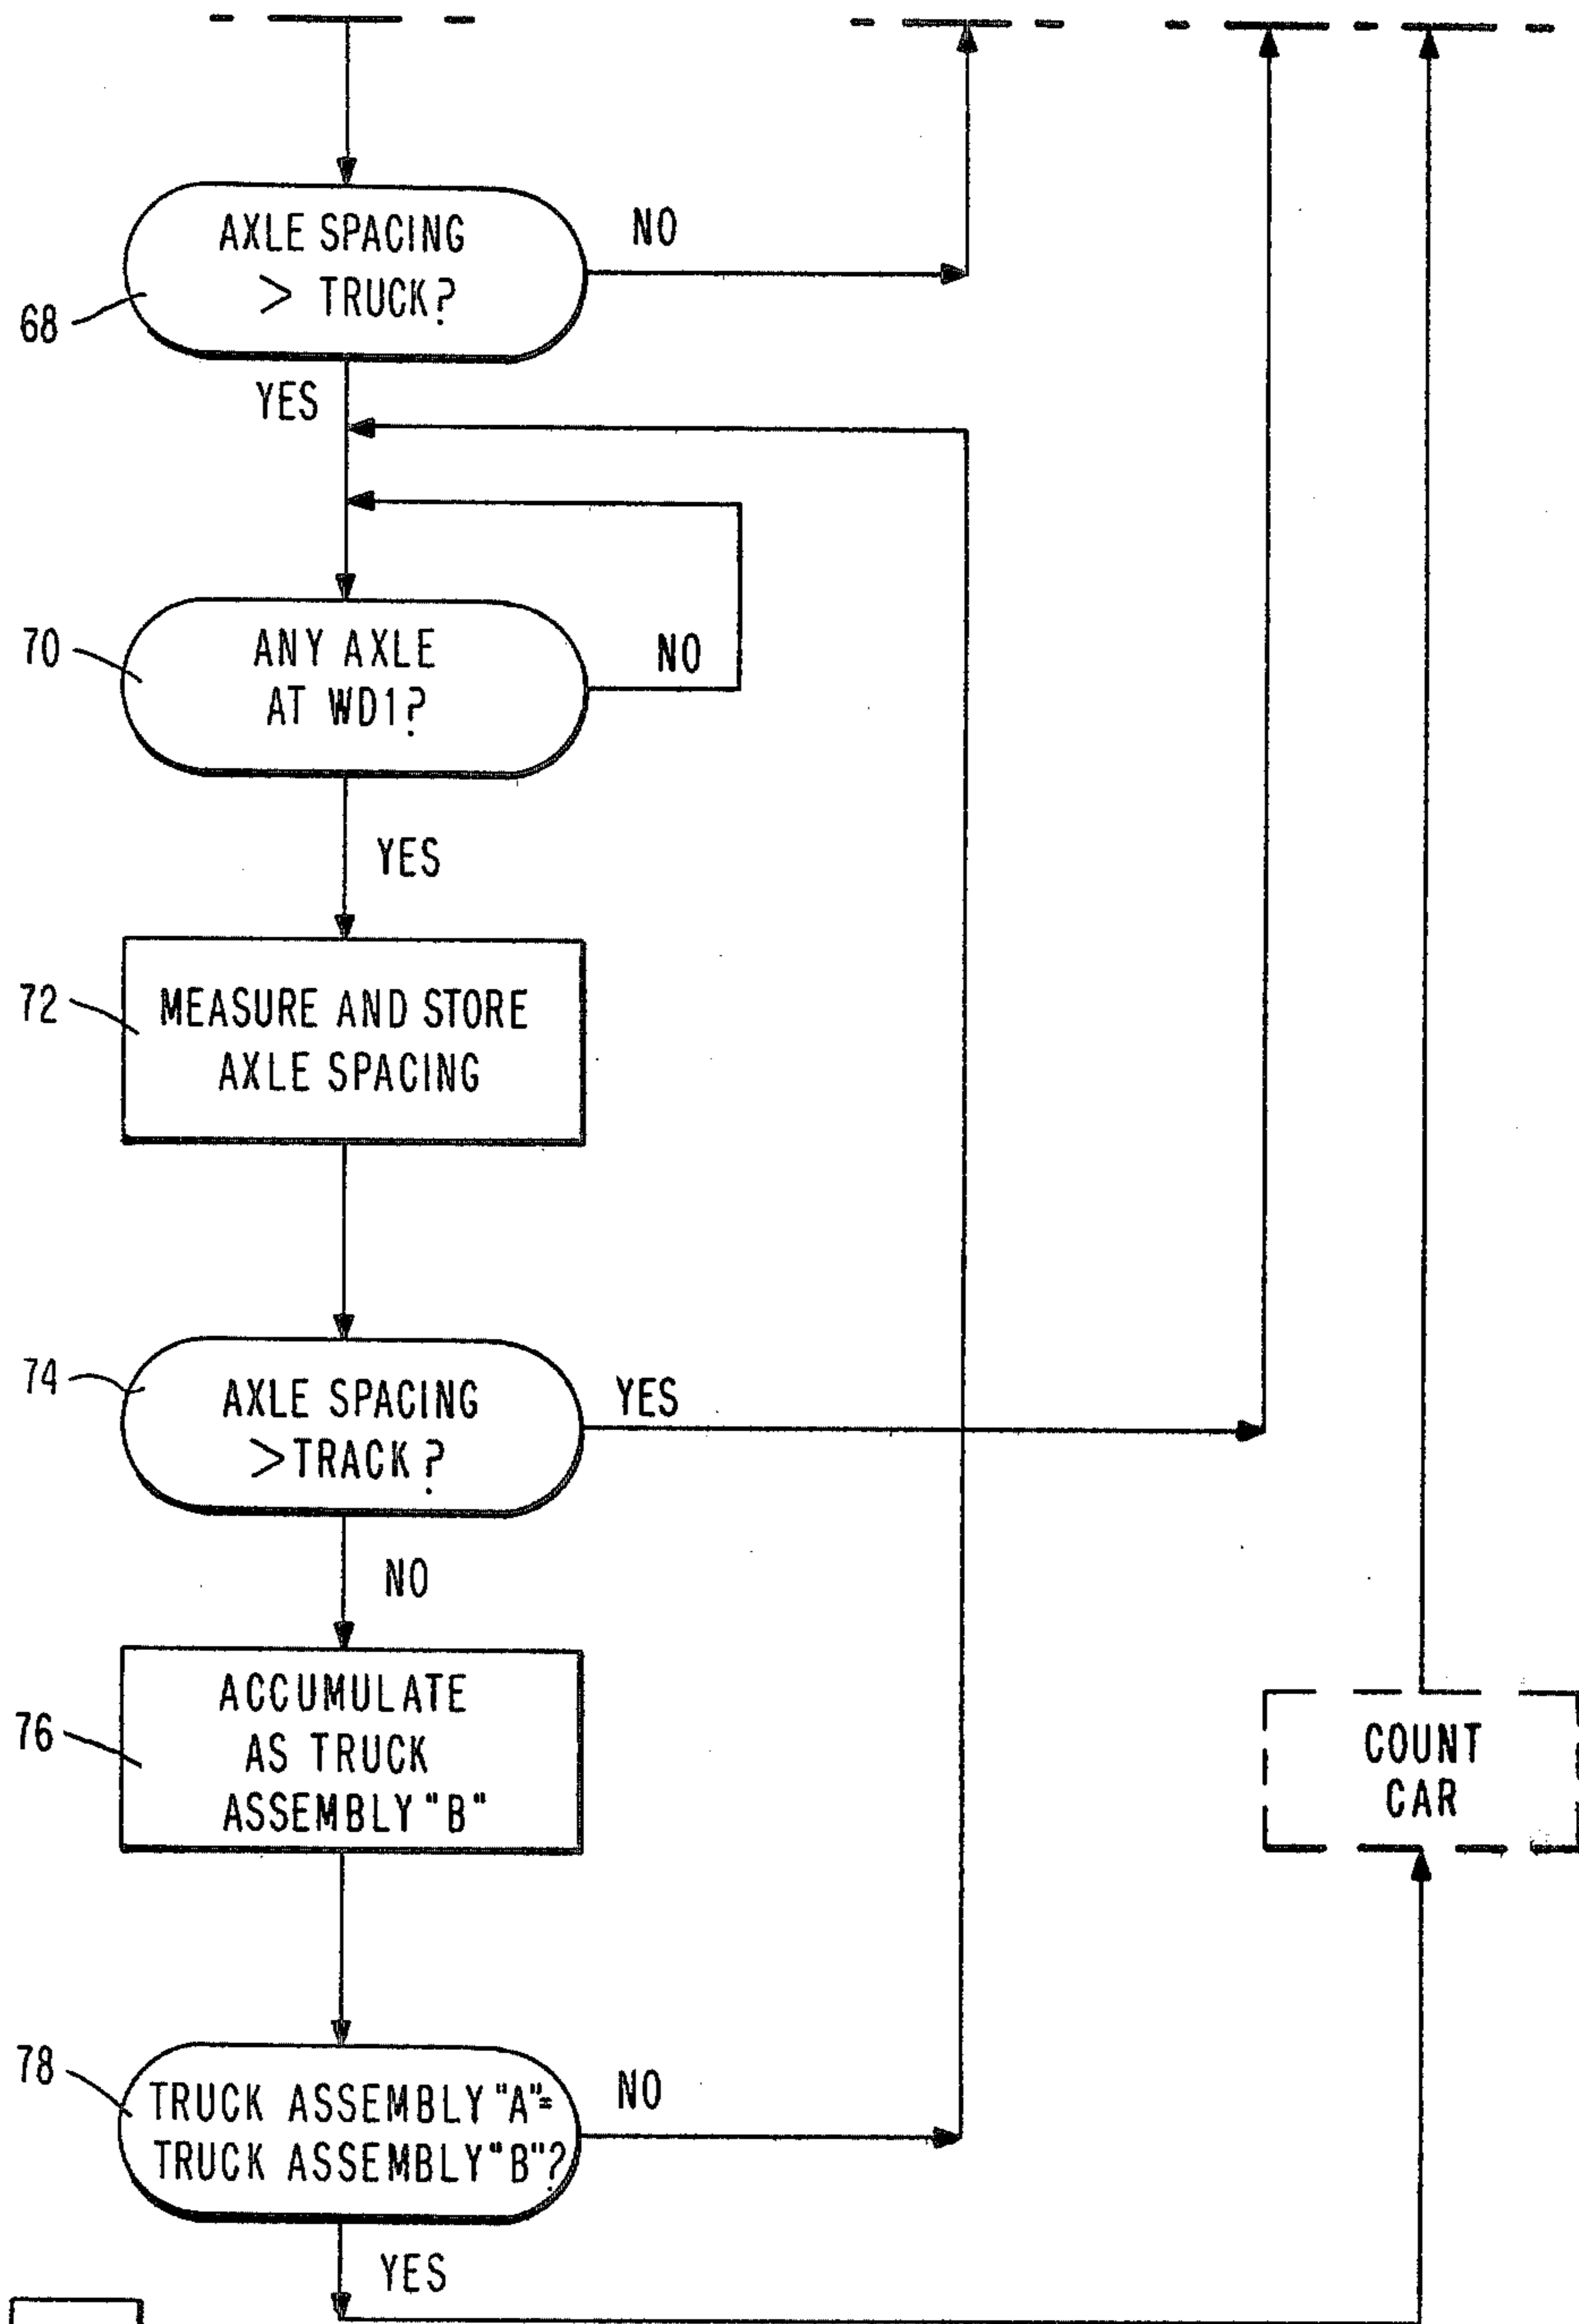 AXLE SPACING
> TRUCK?
NO
68
YES
70
ANY AXLE
AT WD1?
NO
YES
72
MEASURE AND STORE
AXLE SPACING
74
AXLE SPACING
>TRACK?
YES
NO
76
ACCUMULATE
AS TRUCK
ASSEMBLY "B"
COUNT
CAR
78
TRUCK ASSEMBLY "A"=
TRUCK ASSEMBLY "B"?
NO
YES